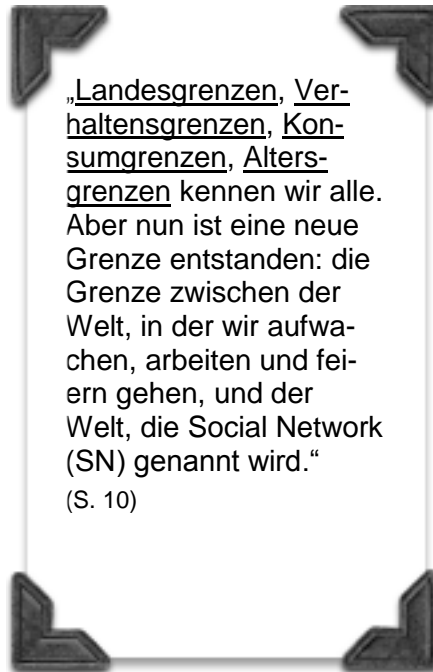 „Landesgrenzen, Ver-
haltensgrenzen, Kon-
sumgrenzen, Alters-
grenzen kennen wir alle.
Aber nun ist eine neue
Grenze entstanden: die
Grenze zwischen der
Welt, in der wir aufwa-
chen, arbeiten und fei-
ern gehen, und der
Welt, die Social Network
(SN) genannt wird.“
(S. 10)